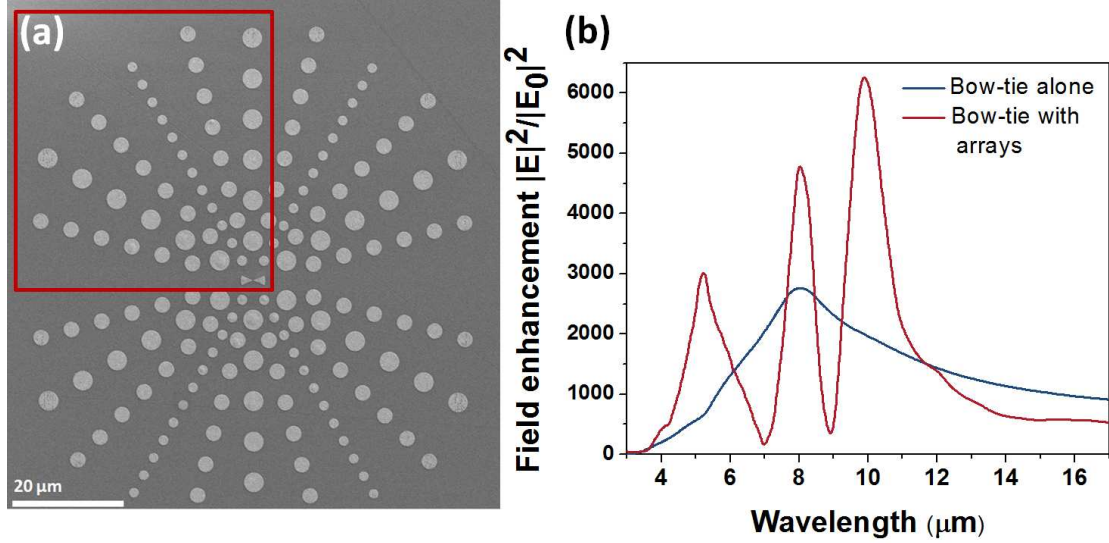 (a)
20 μm
(b)
Field enhancement |E|²/|E₀|²
6000
5000
4000
3000
2000
1000
0
4 6 8 10 12 14 16
Wavelength (μm)
Bow-tie alone
Bow-tie with
arrays